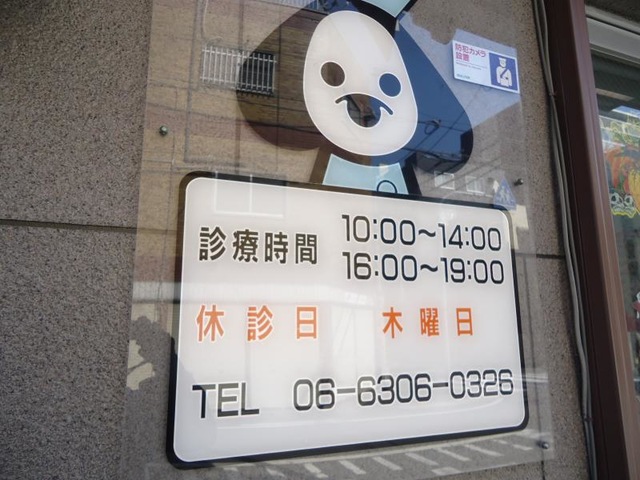 防犯カメラ
設置
診療時間 10:00〜14:00
16:00〜19:00
休診日 木曜日
TEL 06-6306-0326